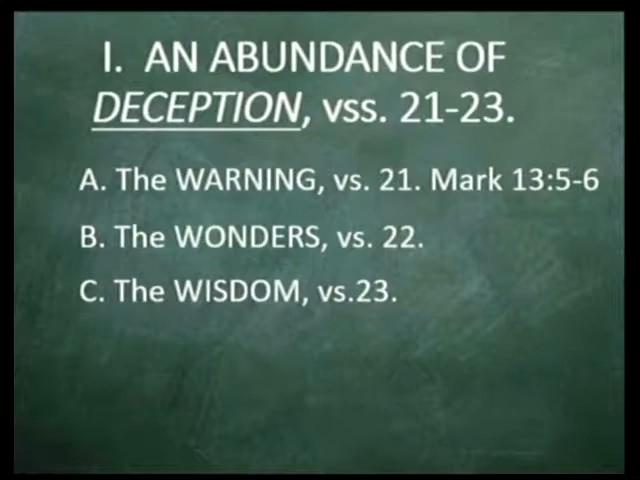 I. AN ABUNDANCE OF
DECEPTION, vss. 21-23.
A. The WARNING, vs. 21. Mark 13:5-6
B. The WONDERS, vs. 22.
C. The WISDOM, vs.23.